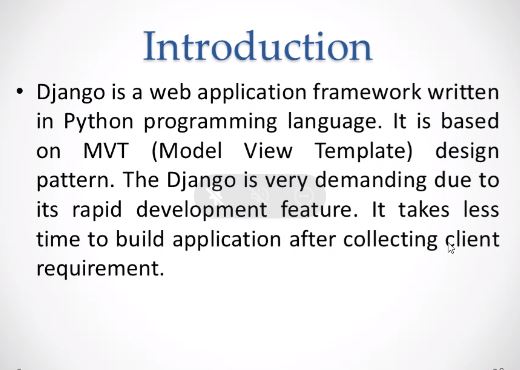 Introduction
• Django is a web application framework written
in Python programming language. It is based
on MVT (Model View Template) design
pattern. The Django is very demanding due to
its rapid development feature. It takes less
time to build application after collecting client
requirement.